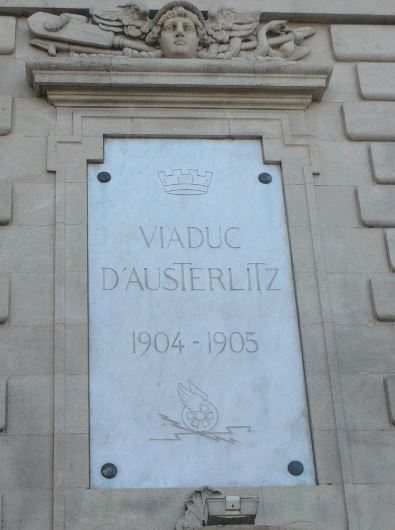 VIADUC
D'AUSTERLITZ
1904 - 1905